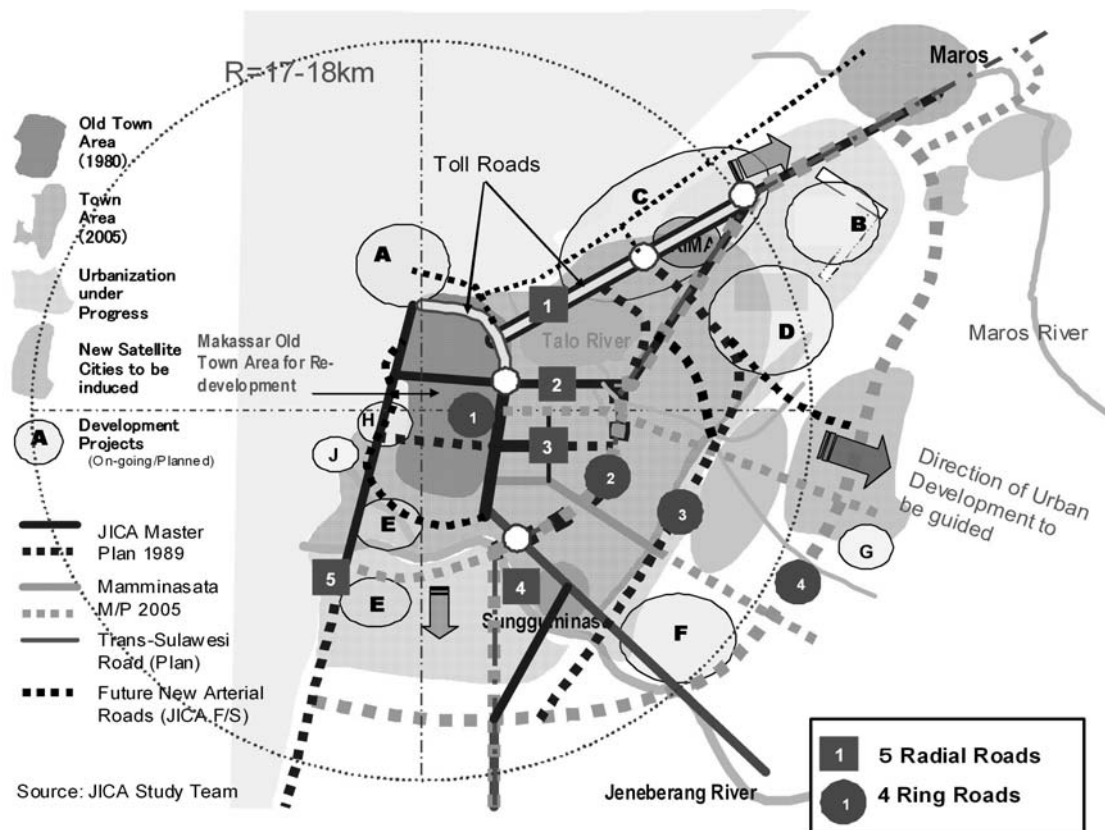 R=17-18km
Maros
Old Town
Area
(1980)
Toll Roads
Town
Area
(2005)
C
B
A
Urbanization
under
Progress
1
D
Talo River
Maros River
Makassar Old
Town Area for Re-
development
New Satellite
Cities to be
induced
2
1
H
A
Development
Projects
(On-going/Planned)
3
J
2
Direction of Urban
Development to
be guided
3
E
G
JICA Master
Plan 1989
5
4
4
Mamminasata
M/P 2005
E
Sungguminas
F
Trans-Sulawesi
Road (Plan)
Future New Arterial
Roads (JICA F/S)
1
5 Radial Roads
Source: JICA Study Team
Jeneberang River
1
4 Ring Roads